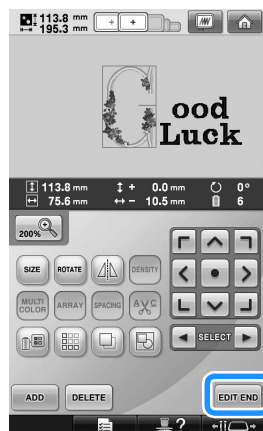 113.8 mm
195.3 mm
ood
Luck
113.8 mm + 0.0 mm 0°
75.6 mm - 10.5 mm 6
200%
SIZE ROTATE DENSITY
MULTI COLOR ARRAY SPACING A C
SELECT
ADD DELETE EDIT END
?